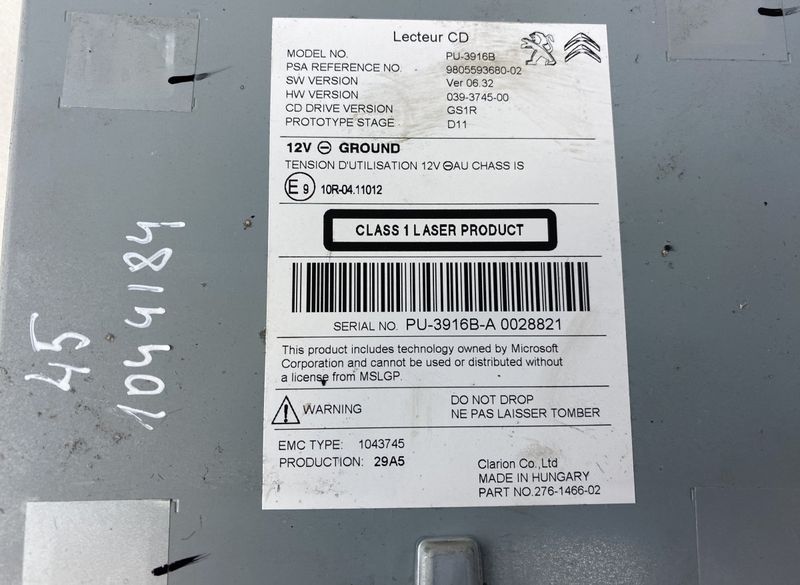 Lecteur CD
MODEL NO. PU-3916B
PSA REFERENCE NO. 9805593680-02
SW VERSION Ver 06.32
HW VERSION 039-3745-00
CD DRIVE VERSION GS1R
PROTOTYPE STAGE D11
12V ⊖ GROUND
TENSION D'UTILISATION 12V ⊖AU CHASS IS
E9 10R-04.11012
CLASS 1 LASER PRODUCT
SERIAL NO. PU-3916B-A 0028821
This product includes technology owned by Microsoft
Corporation and cannot be used or distributed without
a license from MSLGP.
WARNING
DO NOT DROP
NE PAS LAISSER TOMBER
EMC TYPE: 1043745
PRODUCTION: 29A5
Clarion Co.,Ltd
MADE IN HUNGARY
PART NO.276-1466-02
45
1044184